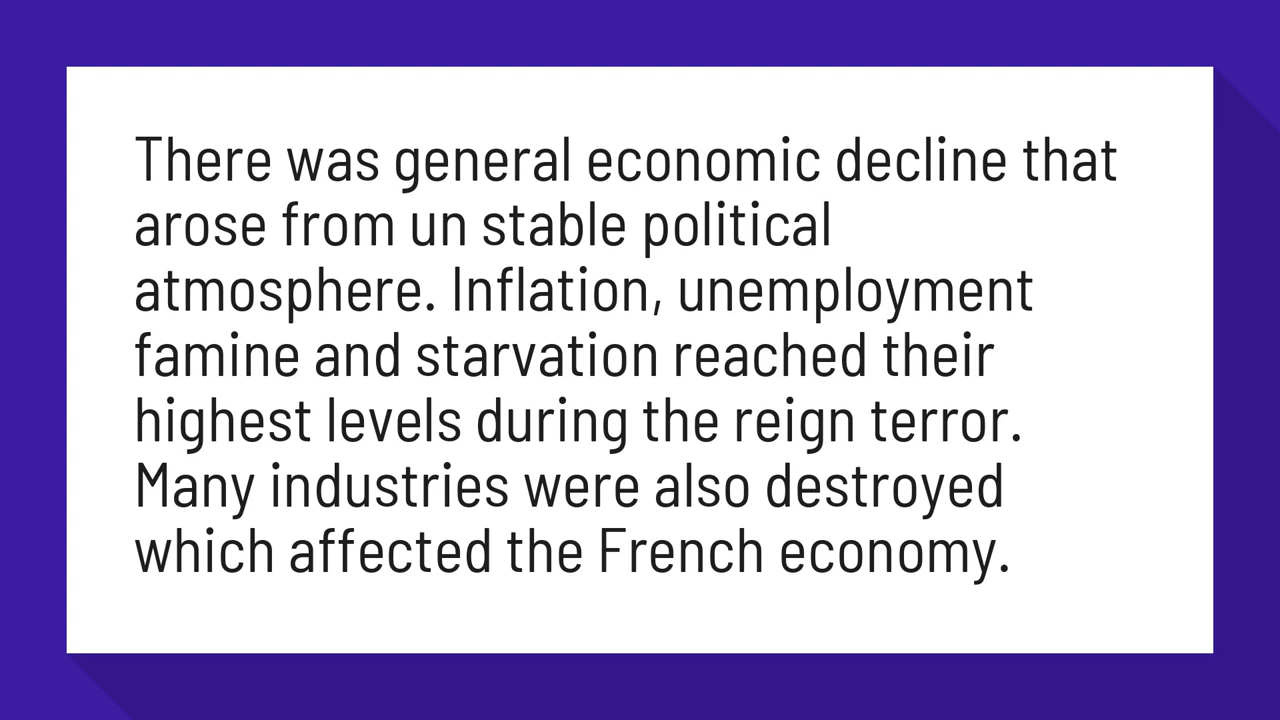 There was general economic decline that
arose from un stable political
atmosphere. Inflation, unemployment
famine and starvation reached their
highest levels during the reign terror.
Many industries were also destroyed
which affected the French economy.